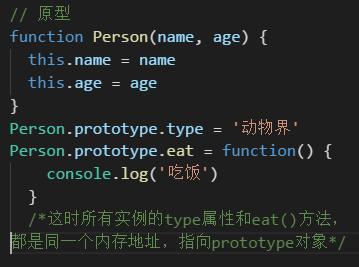 // 原型
function Person(name, age) {
  this.name = name
  this.age = age
}
Person.prototype.type = '动物界'
Person.prototype.eat = function() {
    console.log('吃饭')
  }
  /*这时所有实例的type属性和eat()方法,
都是同一个内存地址, 指向prototype对象*/